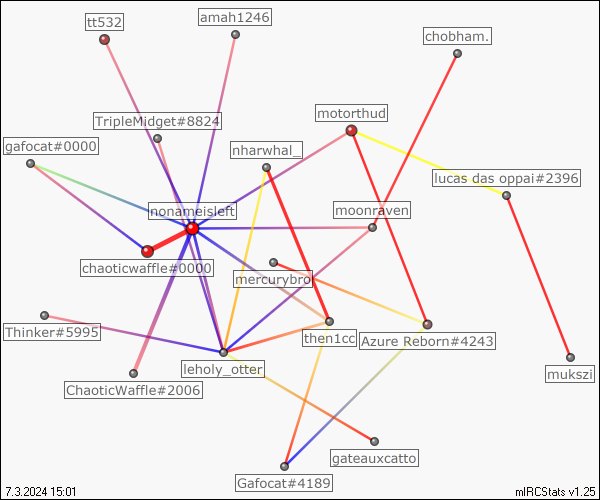 tt532
amah1246
chobham.
TripleMidget#8824
motorthud
gafocat#0000
nharwhal_
lucas das oppai#2396
nonameisleft
moonraven
chaoticwaffle#0000
mercurybro
Thinker#5995
then1cc
Azure Reborn#4243
leholy_otter
ChaoticWaffle#2006
mukszi
gateauxcatto
Gafocat#4189
7.3.2024 15:01
mIRCStats v1.25